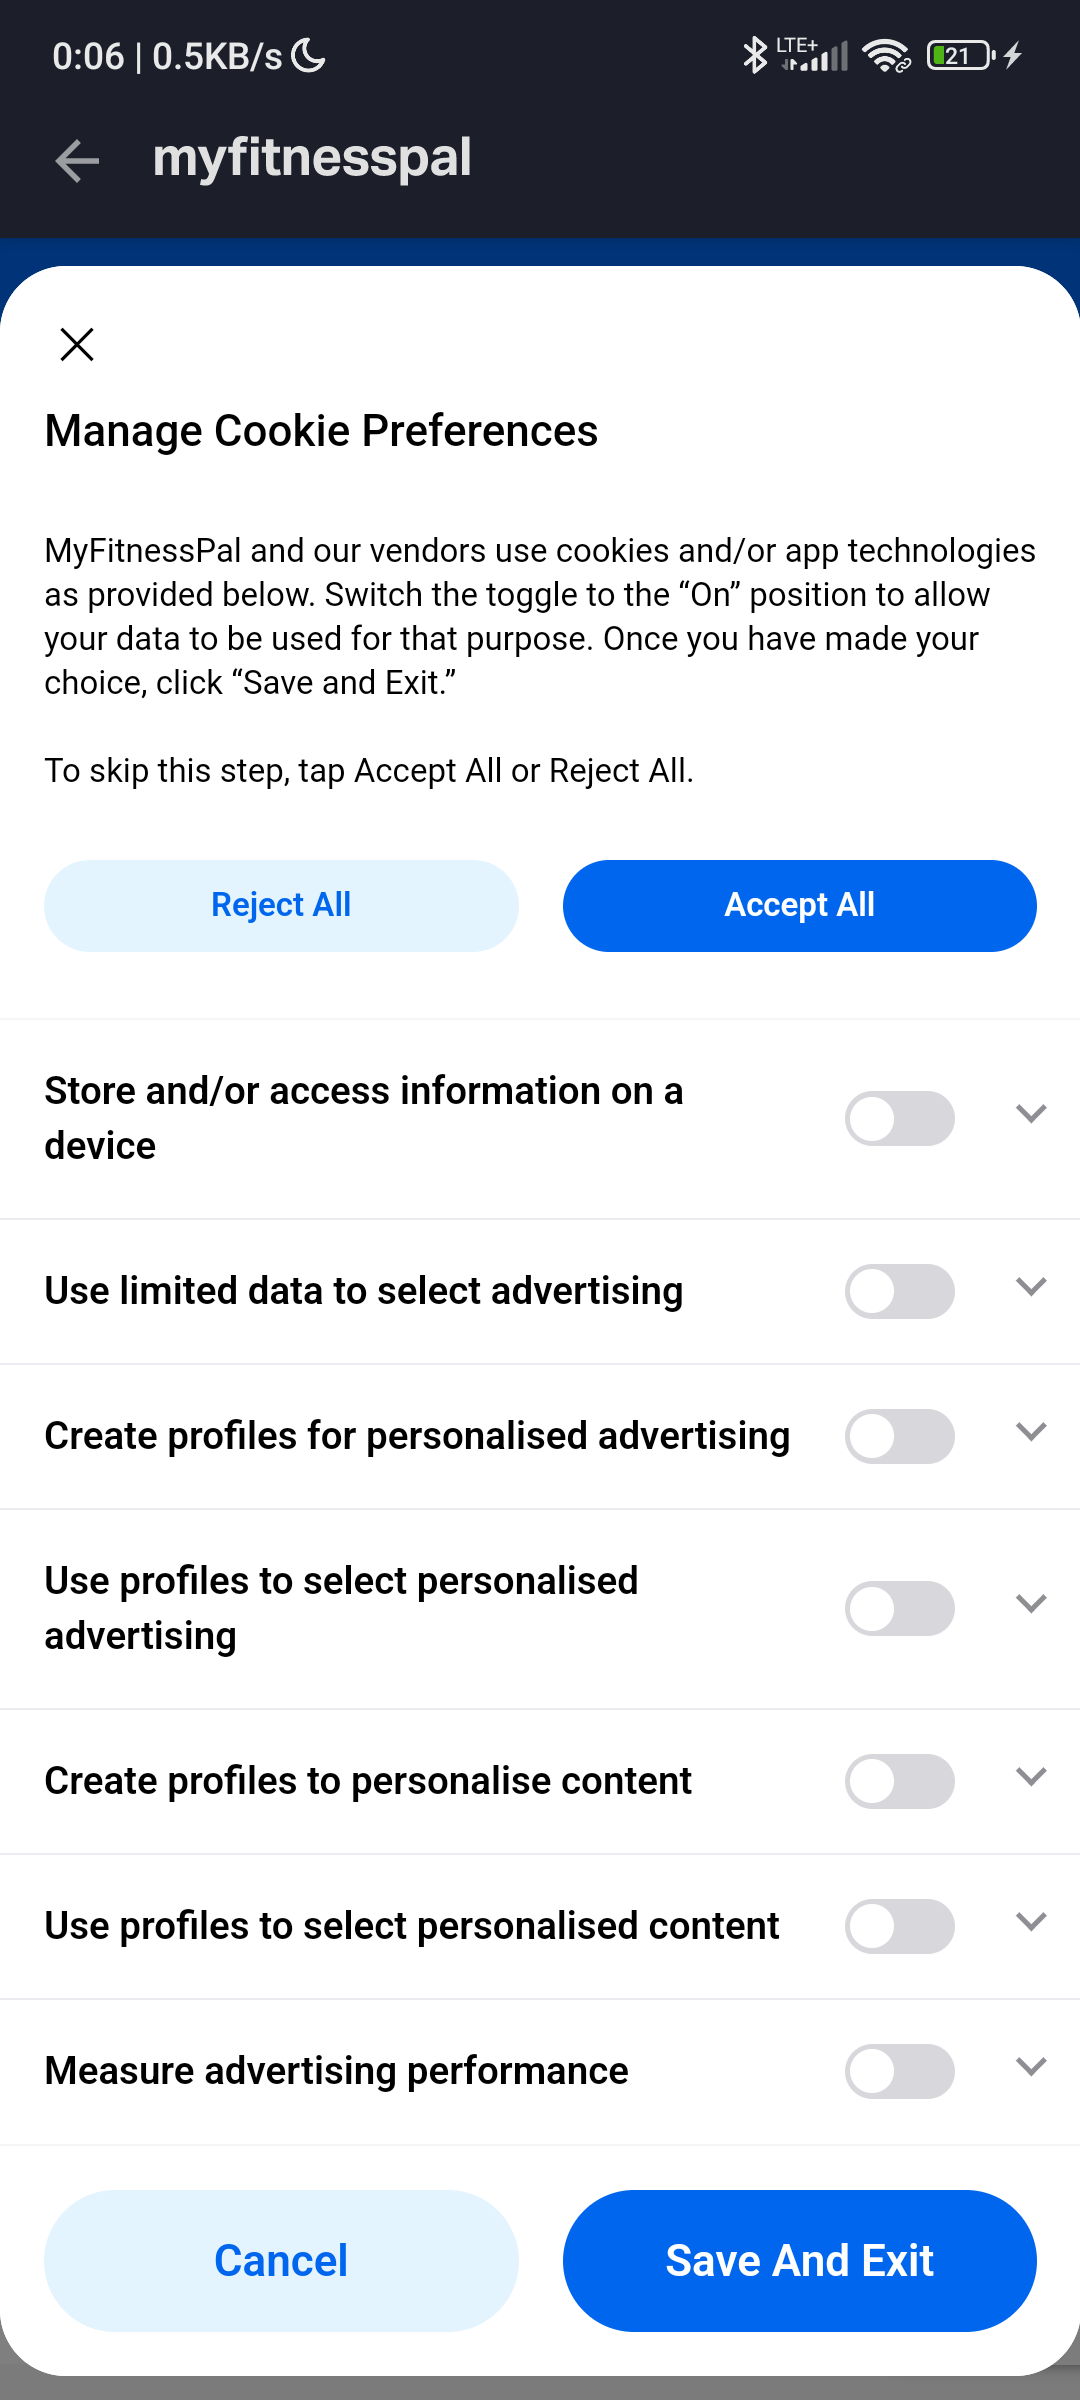 0:06 | 0.5KB/s
LTE+
21
myfitnesspal
Manage Cookie Preferences
MyFitnessPal and our vendors use cookies and/or app technologies
as provided below. Switch the toggle to the “On” position to allow
your data to be used for that purpose. Once you have made your
choice, click “Save and Exit.”
To skip this step, tap Accept All or Reject All.
Reject All
Accept All
Store and/or access information on a
device
Use limited data to select advertising
Create profiles for personalised advertising
Use profiles to select personalised
advertising
Create profiles to personalise content
Use profiles to select personalised content
Measure advertising performance
Cancel
Save And Exit